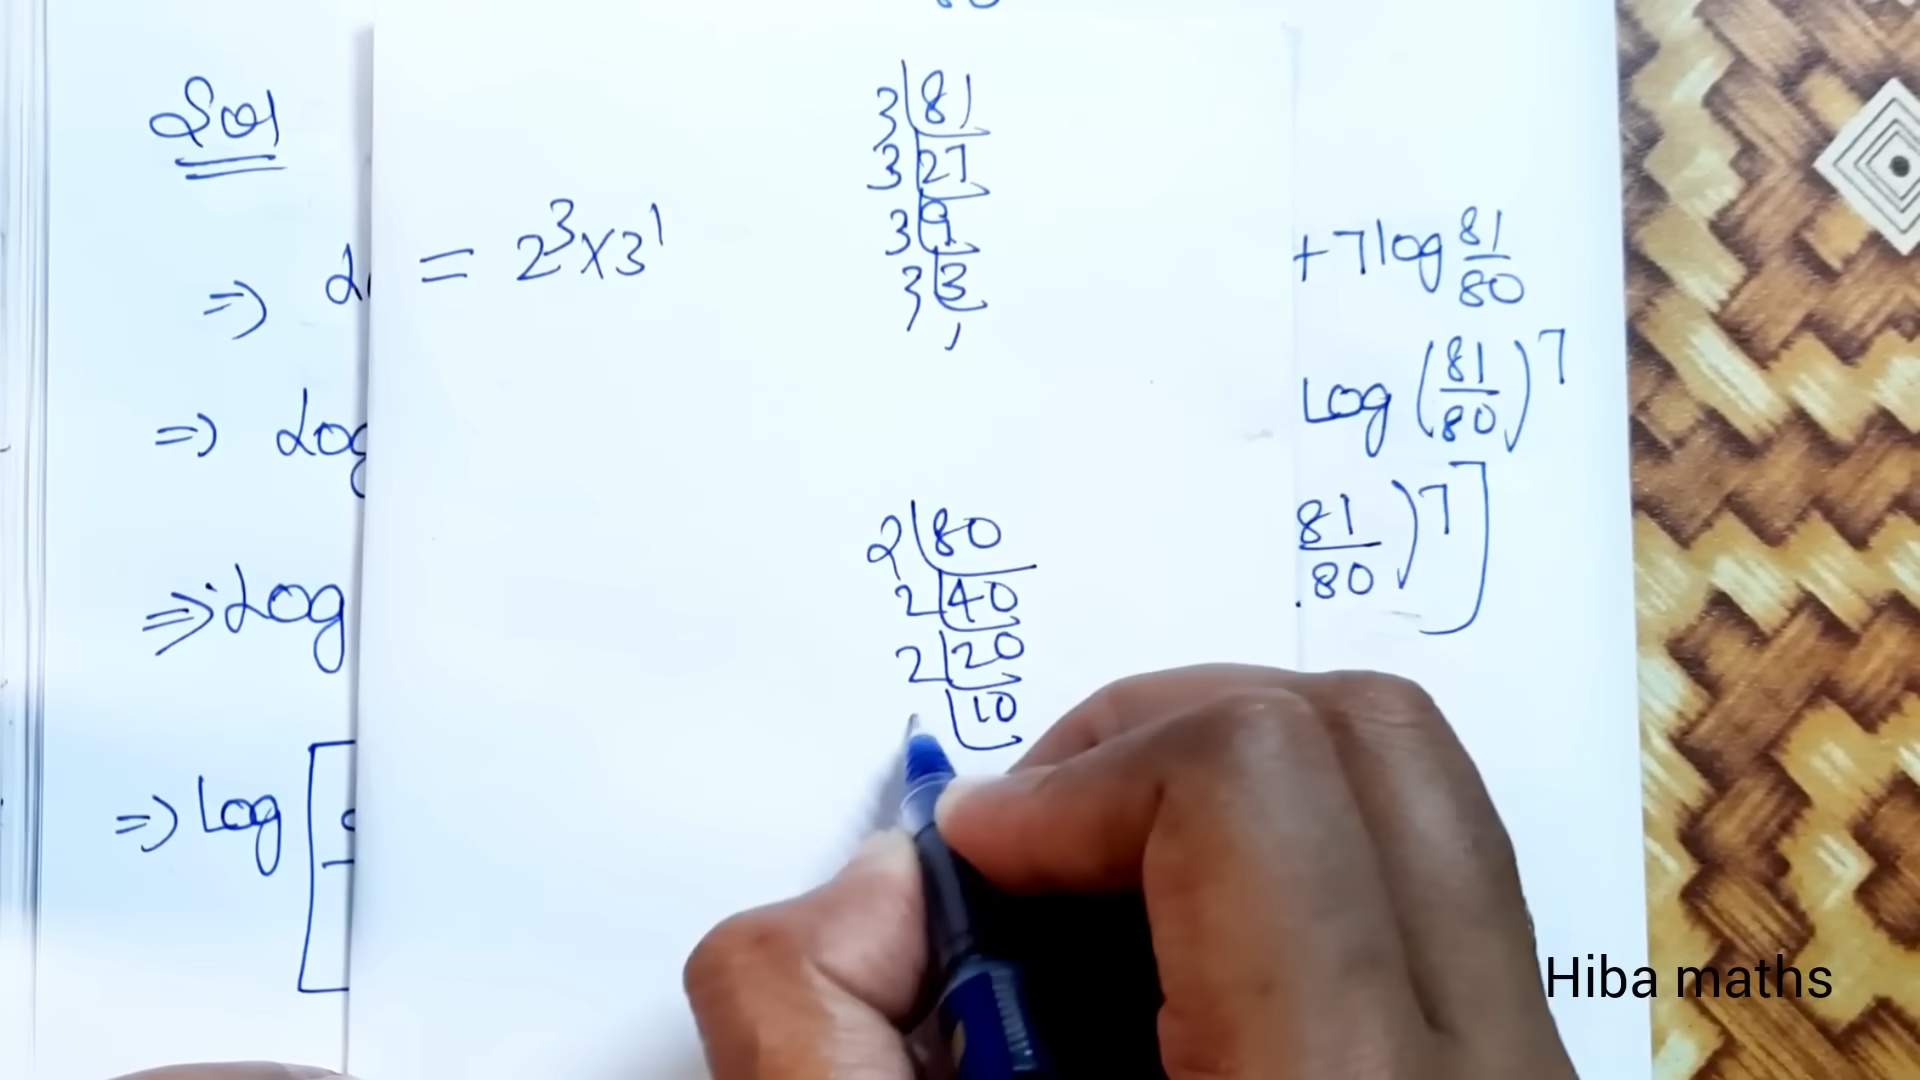 Sol
= 2³×3¹
3|81
3|27
3|9
3|3
1
+7log 81/80
=> Log
Log (81/80)⁷
81/80)⁷]
=> Log
2|80
2|40
2|20
|10
=> Log [
Hiba maths